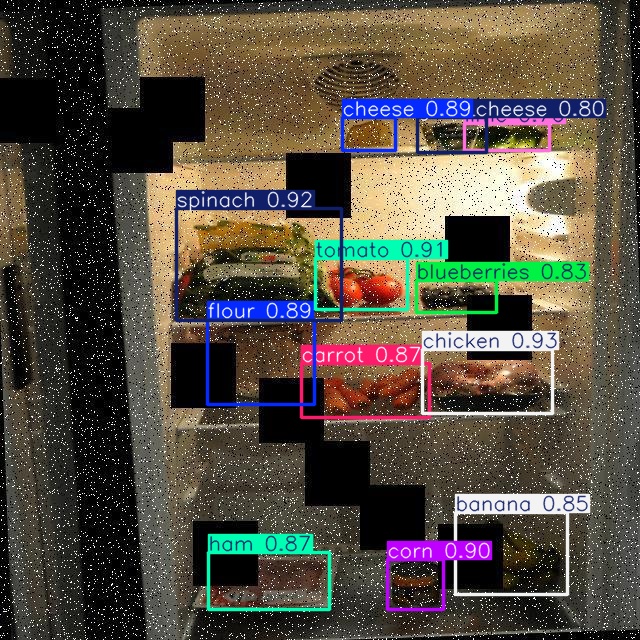 cheese 0.89
cheese 0.80
spinach 0.92
tomato 0.91
blueberries 0.83
flour 0.89
chicken 0.93
carrot 0.87
banana 0.85
ham 0.87
corn 0.90